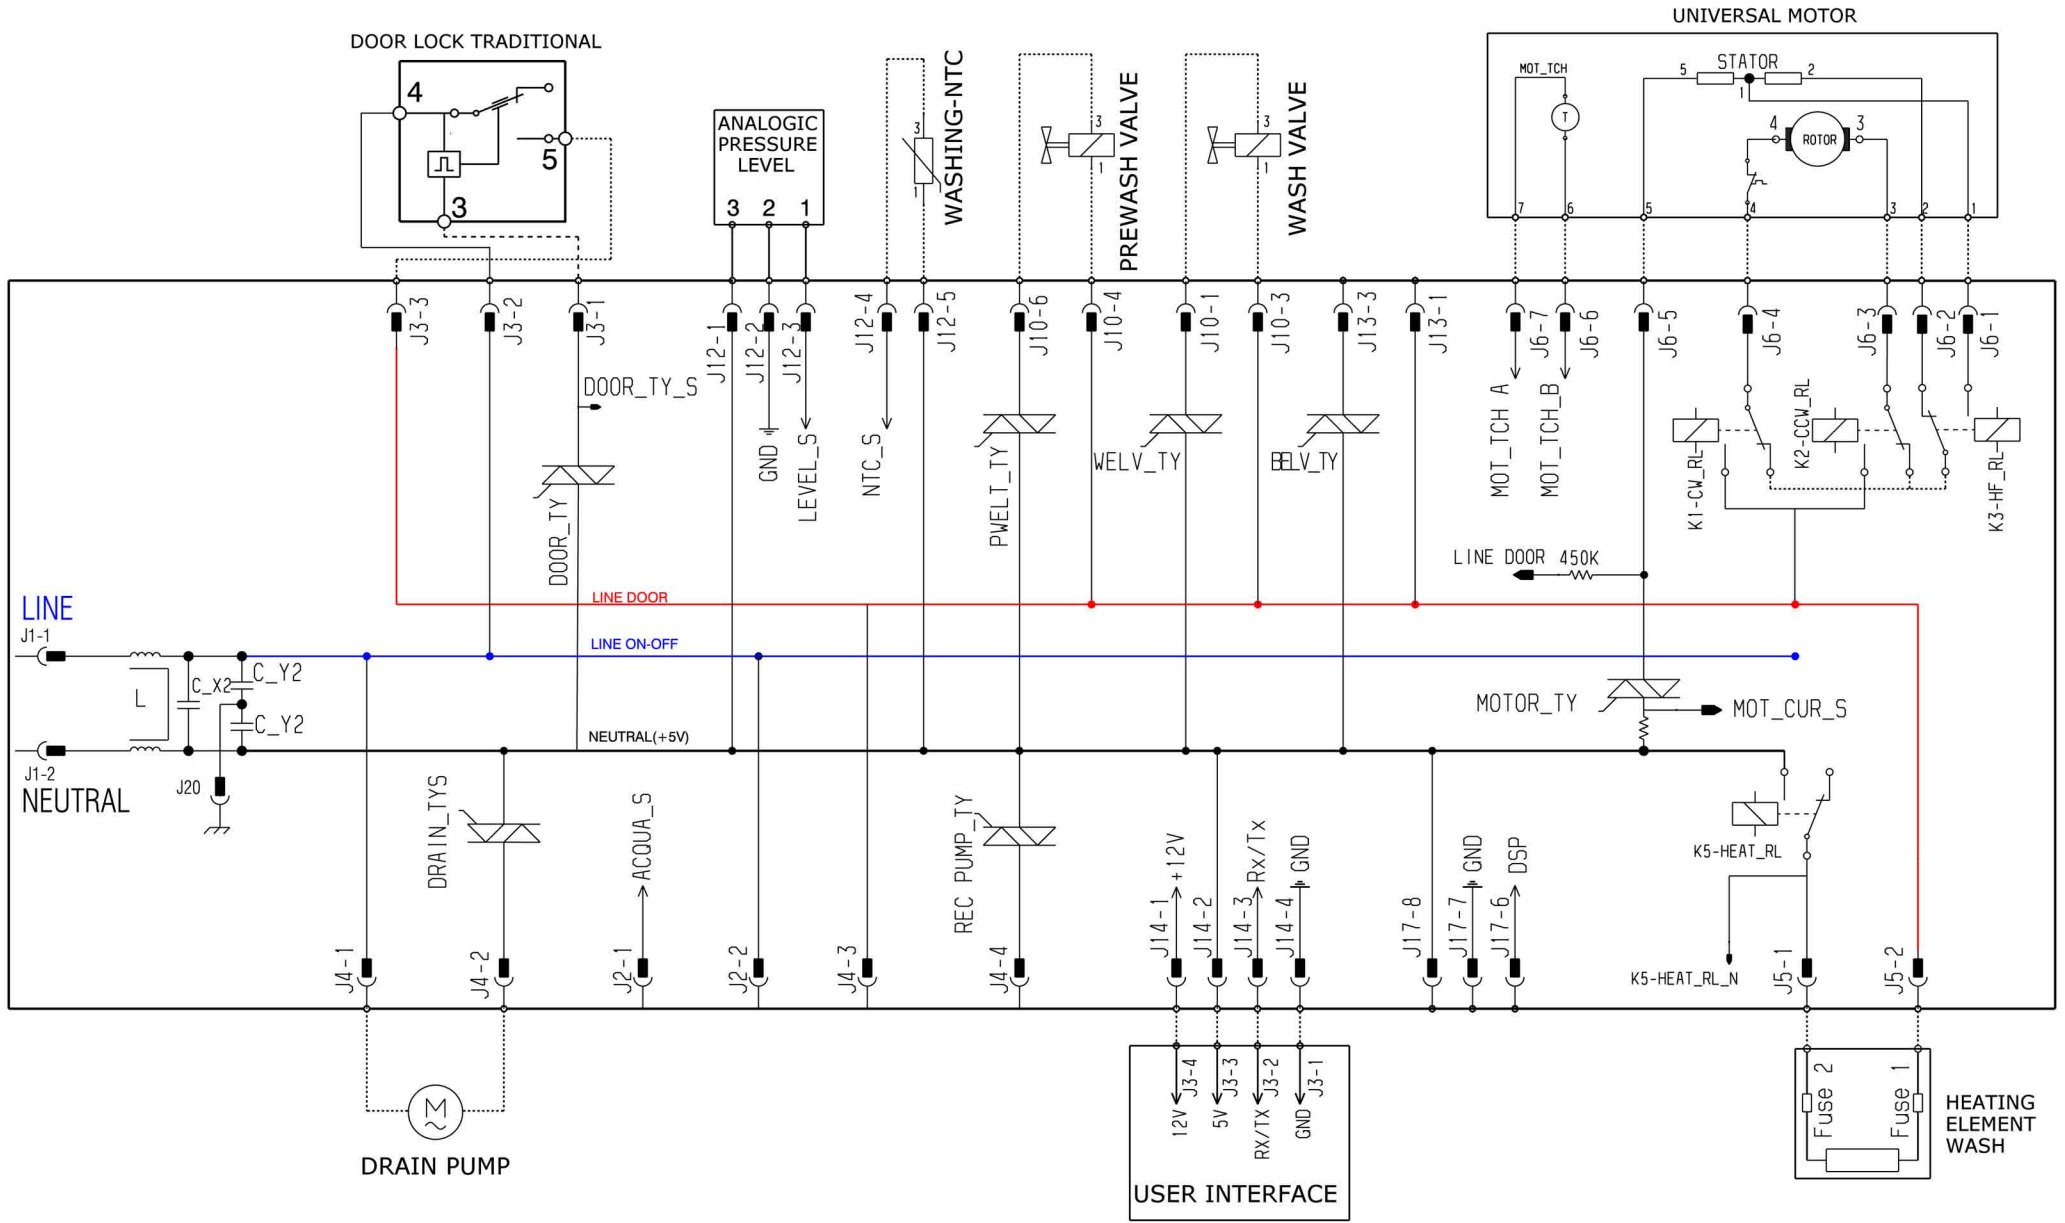 UNIVERSAL MOTOR
DOOR LOCK TRADITIONAL
4
5
3
ANALOGIC
PRESSURE
LEVEL
3 2 1
3
1
WASHING-NTC
3
1
PREWASH VALVE
3
1
WASH VALVE
MOT_TCH
T
STATOR
5
2
1
4
ROTOR
3
7
6
5
4
3
2
1
J3-3
J3-2
J3-1
J12-1
J12-2
J12-3
J12-4
J12-5
J10-6
J10-4
J10-1
J10-3
J13-3
J13-1
J6-7
J6-6
J6-5
J6-4
J6-3
J6-2
J6-1
DOOR_TY_S
DOOR_TY
GND
LEVEL_S
NTC_S
PWELT_TY
WELV_TY
BELV_TY
MOT_TCH A
MOT_TCH_B
K1-CW_RL
K2-CCW_RL
K3-HF_RL
LINE DOOR 450K
LINE DOOR
LINE
J1-1
LINE ON-OFF
L
C_X2
C_Y2
C_Y2
MOTOR_TY
MOT_CUR_S
NEUTRAL(+5V)
J1-2
NEUTRAL
J20
DRAIN_TYS
ACQUA_S
REC PUMP_TY
+12V
Rx/Tx
GND
GND
DSP
K5-HEAT_RL
K5-HEAT_RL_N
J4-1
J4-2
J2-1
J2-2
J4-3
J4-4
J14-1
J14-2
J14-3
J14-4
J17-8
J17-7
J17-6
J5-1
J5-2
M
DRAIN PUMP
J3-4
J3-3
J3-2
J3-1
12V
5V
RX/TX
GND
USER INTERFACE
Fuse 2
Fuse 1
HEATING
ELEMENT
WASH